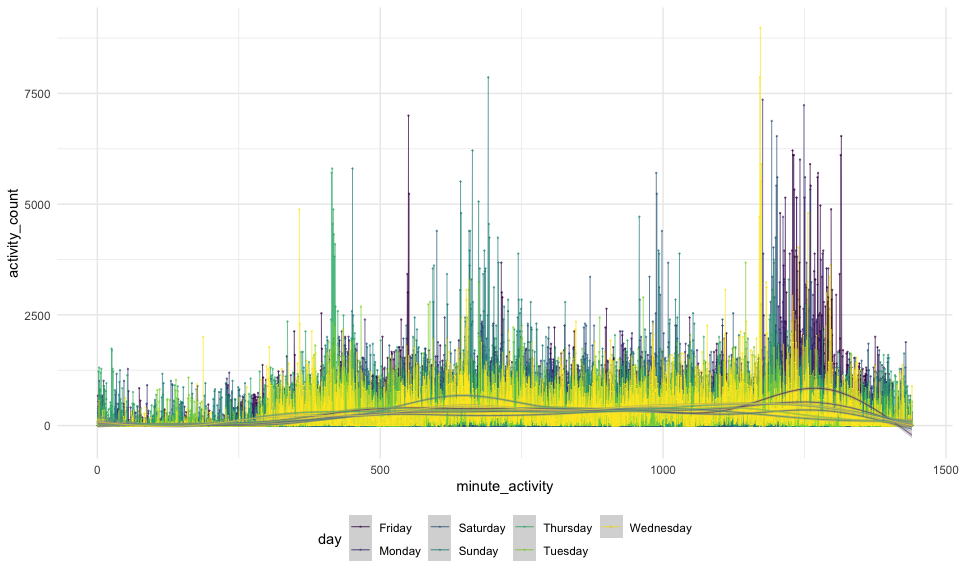 7500
5000
2500
0
activity_count
0 500 1000 1500
minute_activity
day
Friday Saturday Thursday Wednesday
Monday Sunday Tuesday